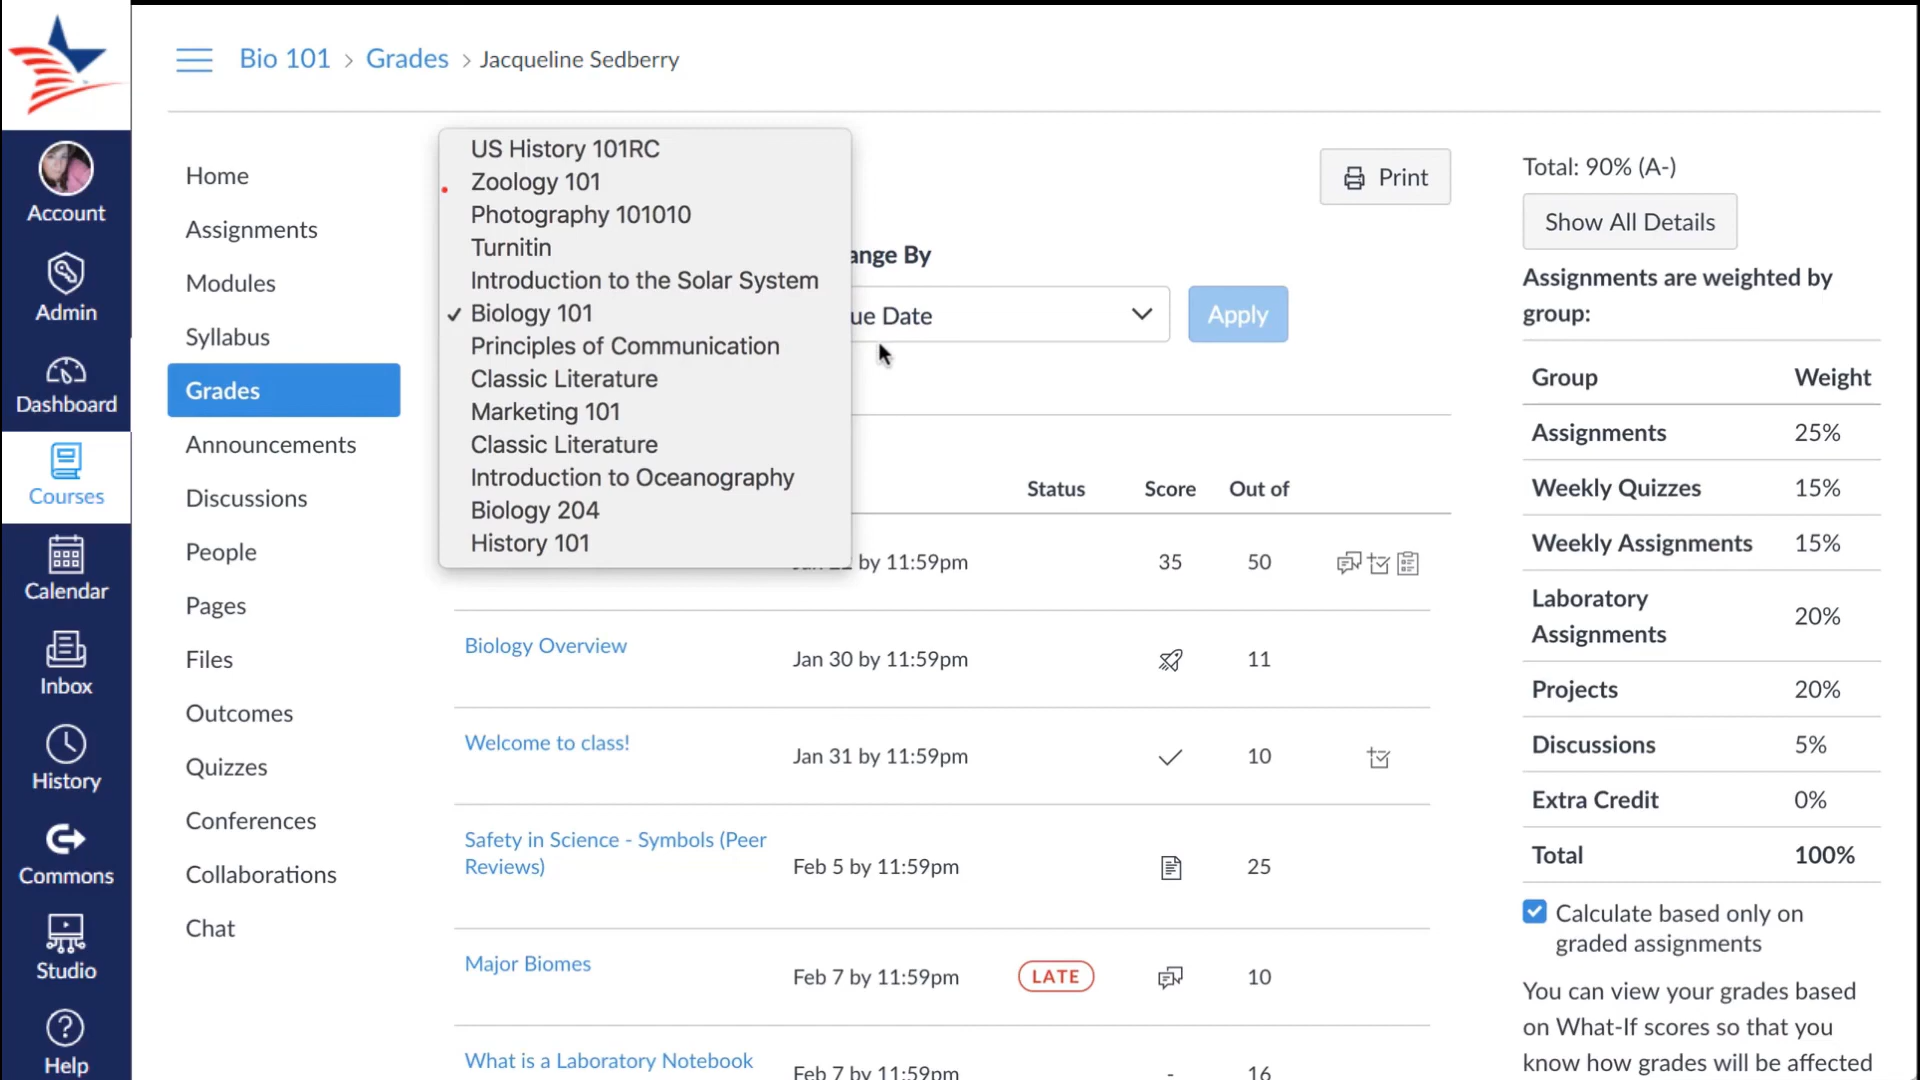 Bio 101 > Grades > Jacqueline Sedberry
Account
Admin
Dashboard
Courses
Calendar
Inbox
History
Commons
Studio
Help
Home
Assignments
Modules
Syllabus
Grades
Announcements
Discussions
People
Pages
Files
Outcomes
Quizzes
Conferences
Collaborations
Chat
US History 101RC
Zoology 101
Photography 101010
Turnitin
Introduction to the Solar System
✓ Biology 101
Principles of Communication
Classic Literature
Marketing 101
Classic Literature
Introduction to Oceanography
Biology 204
History 101
Print
ange By
ue Date
Apply
Status Score Out of
by 11:59pm 35 50
Biology Overview
Jan 30 by 11:59pm 11
Welcome to class!
Jan 31 by 11:59pm 10
Safety in Science - Symbols (Peer
Reviews)
Feb 5 by 11:59pm 25
Major Biomes
Feb 7 by 11:59pm LATE 10
What is a Laboratory Notebook
Feb 7 by 11:59pm - 16
Total: 90% (A-)
Show All Details
Assignments are weighted by
group:
Group Weight
Assignments 25%
Weekly Quizzes 15%
Weekly Assignments 15%
Laboratory
Assignments 20%
Projects 20%
Discussions 5%
Extra Credit 0%
Total 100%
Calculate based only on
graded assignments
You can view your grades based
on What-If scores so that you
know how grades will be affected